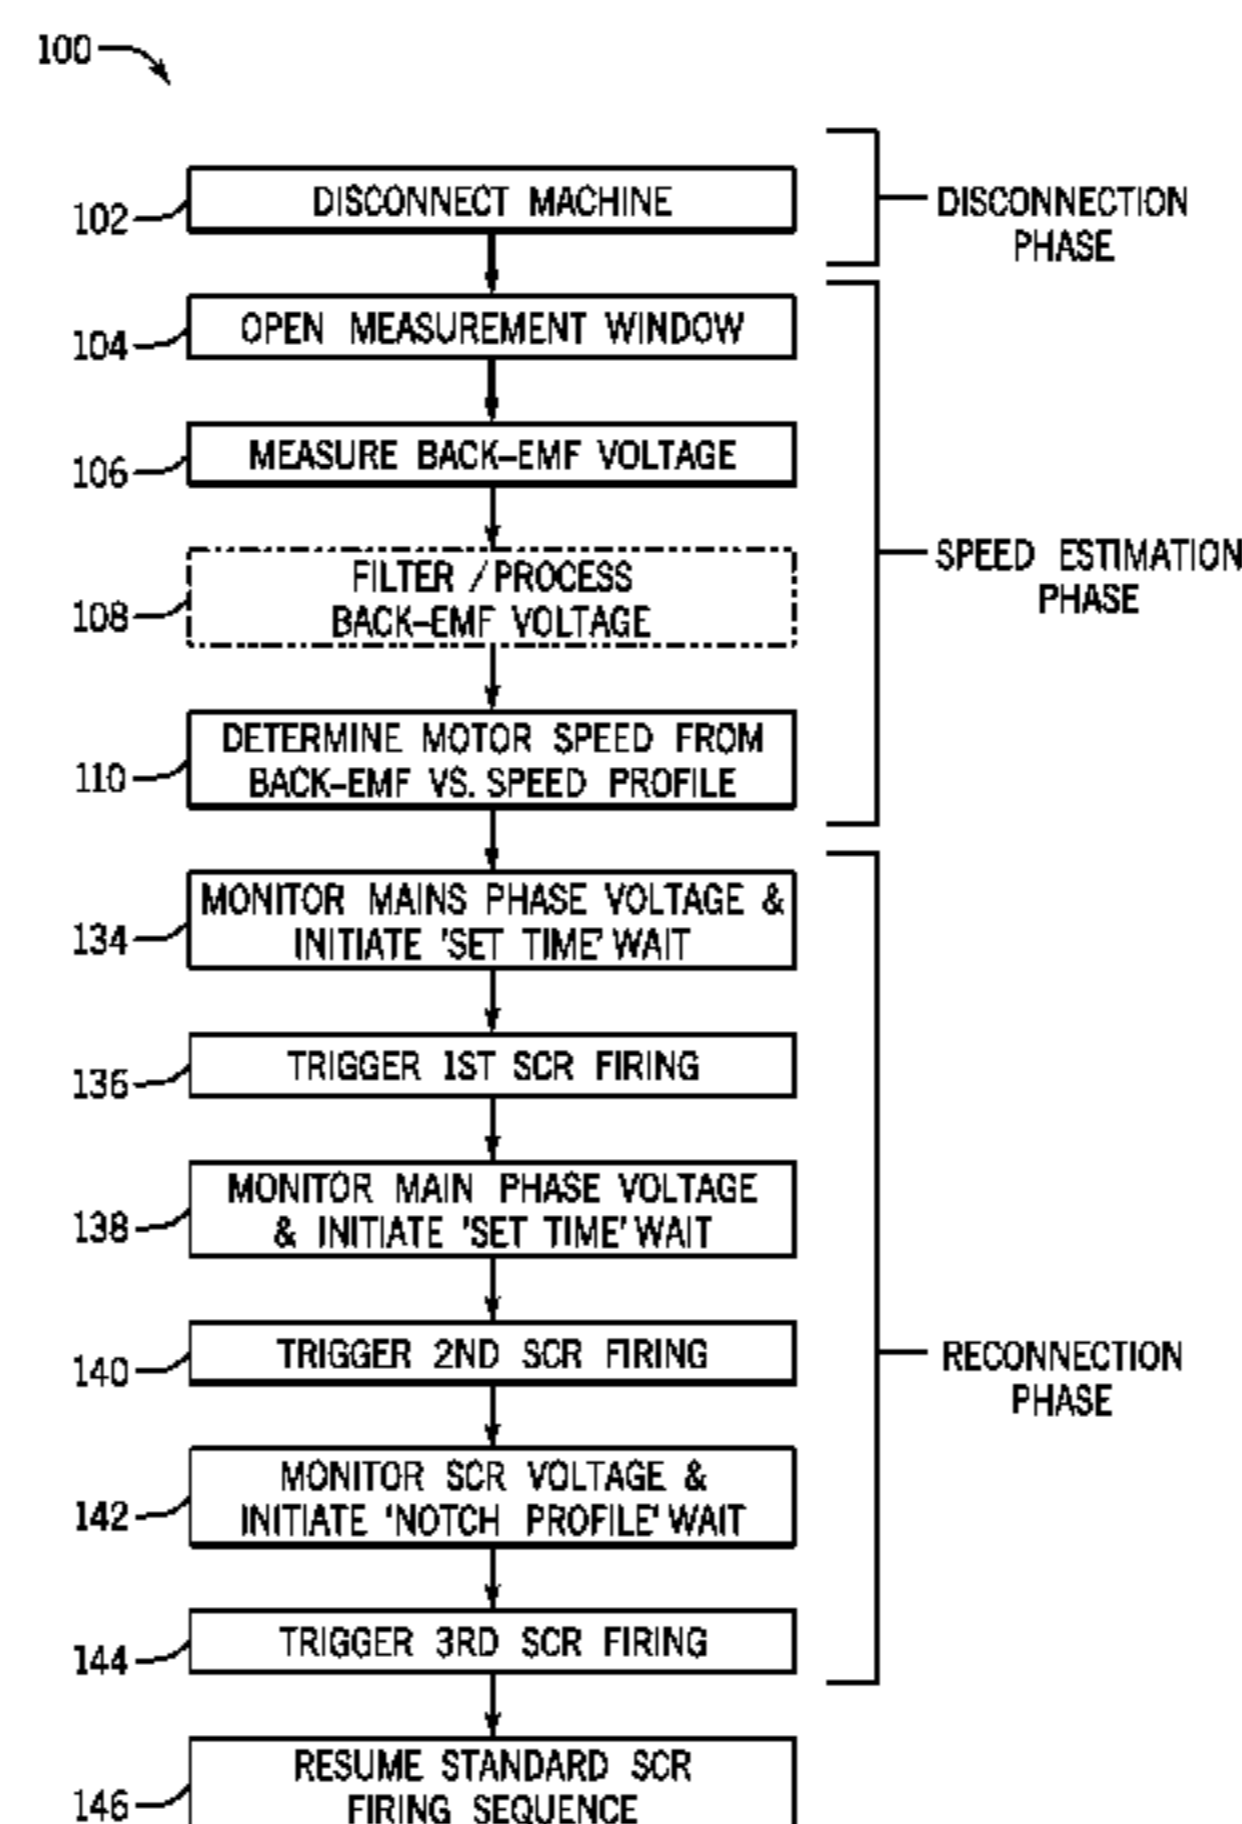 100
102
DISCONNECT MACHINE
DISCONNECTION
PHASE
104
OPEN MEASUREMENT WINDOW
106
MEASURE BACK-EMF VOLTAGE
SPEED ESTIMATION
PHASE
108
FILTER / PROCESS
BACK-EMF VOLTAGE
110
DETERMINE MOTOR SPEED FROM
BACK-EMF VS. SPEED PROFILE
134
MONITOR MAINS PHASE VOLTAGE &
INITIATE 'SET TIME' WAIT
136
TRIGGER 1ST SCR FIRING
138
MONITOR MAIN PHASE VOLTAGE
& INITIATE 'SET TIME' WAIT
140
TRIGGER 2ND SCR FIRING
RECONNECTION
PHASE
142
MONITOR SCR VOLTAGE &
INITIATE 'NOTCH PROFILE' WAIT
144
TRIGGER 3RD SCR FIRING
146
RESUME STANDARD SCR
FIRING SEQUENCE